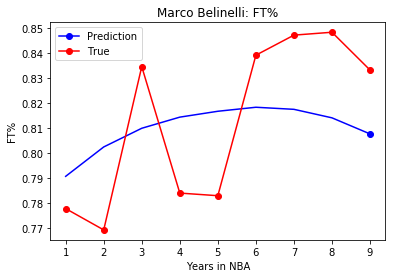 Marco Belinelli: FT%
Prediction
True
0.85
0.84
0.83
0.82
0.81
0.80
0.79
0.78
0.77
FT%
1 2 3 4 5 6 7 8 9
Years in NBA